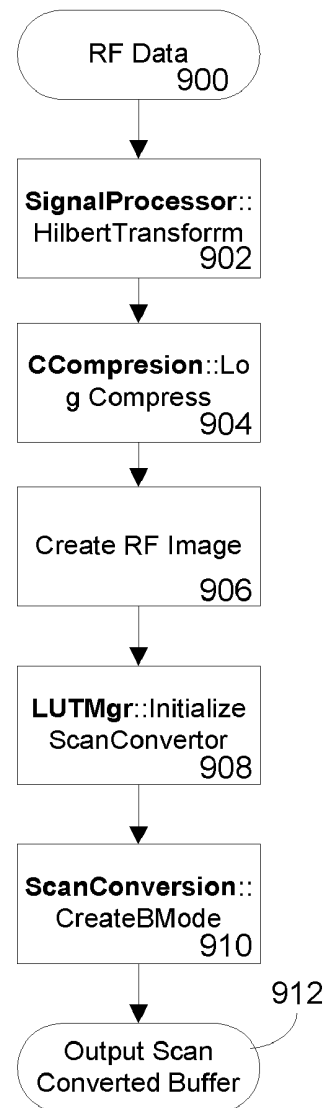 RF Data
900
SignalProcessor::
HilbertTransforrm
902
CCompresion::Lo
g Compress
904
Create RF Image
906
LUTMgr::Initialize
ScanConvertor
908
ScanConversion::
CreateBMode
910
912
Output Scan
Converted Buffer